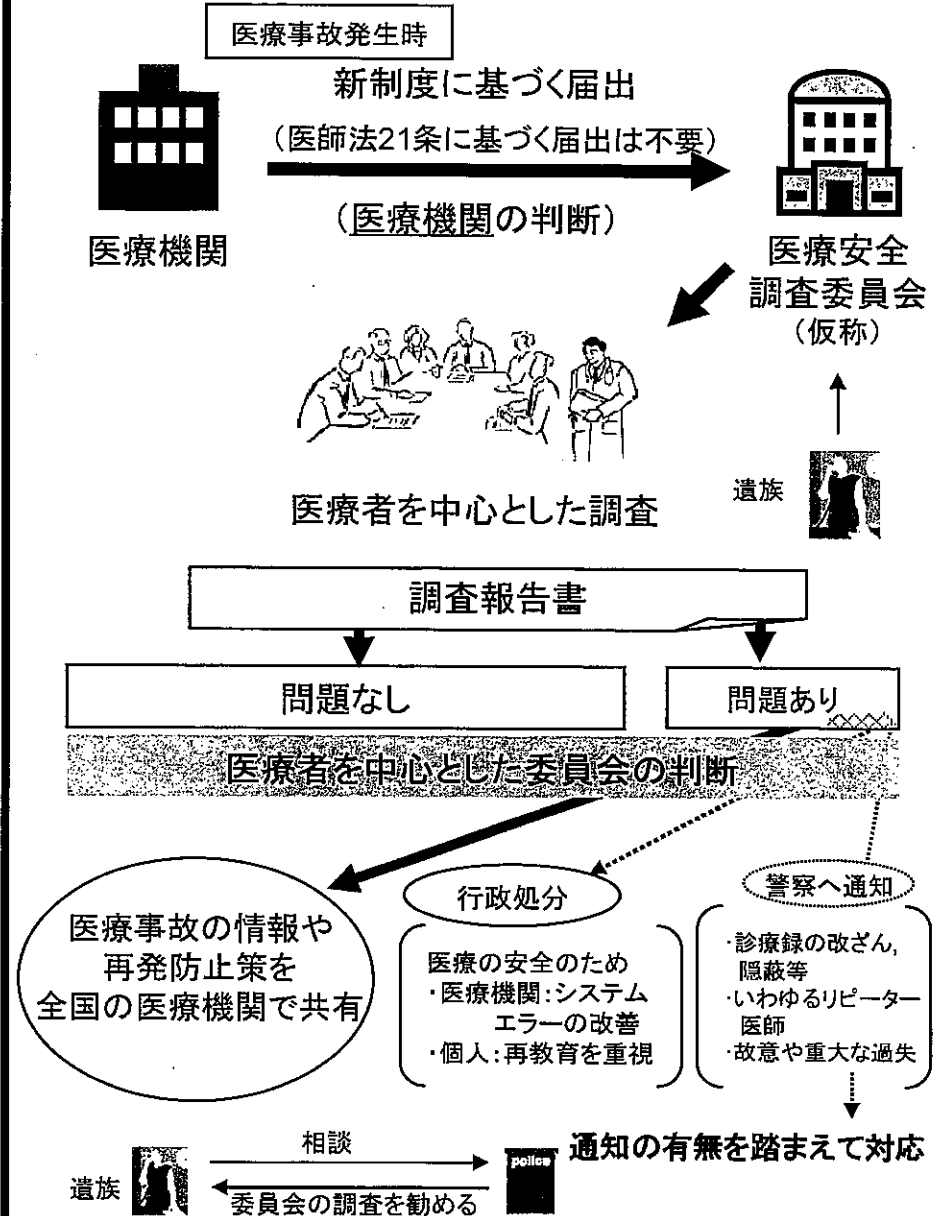 医療事故発生時
新制度に基づく届出
(医師法21条に基づく届出は不要)
(医療機関の判断)
医療機関
医療安全
調査委員会
(仮称)
遺族
医療者を中心とした調査
調査報告書
問題なし
問題あり
医療者を中心とした委員会の判断
医療事故の情報や
再発防止策を
全国の医療機関で共有
行政処分
医療の安全のため
・医療機関:システム
エラーの改善
・個人:再教育を重視
警察へ通知
・診療録の改ざん,
隠蔽等
・いわゆるリピーター
医師
・故意や重大な過失
通知の有無を踏まえて対応
遺族
相談
委員会の調査を勧める
police